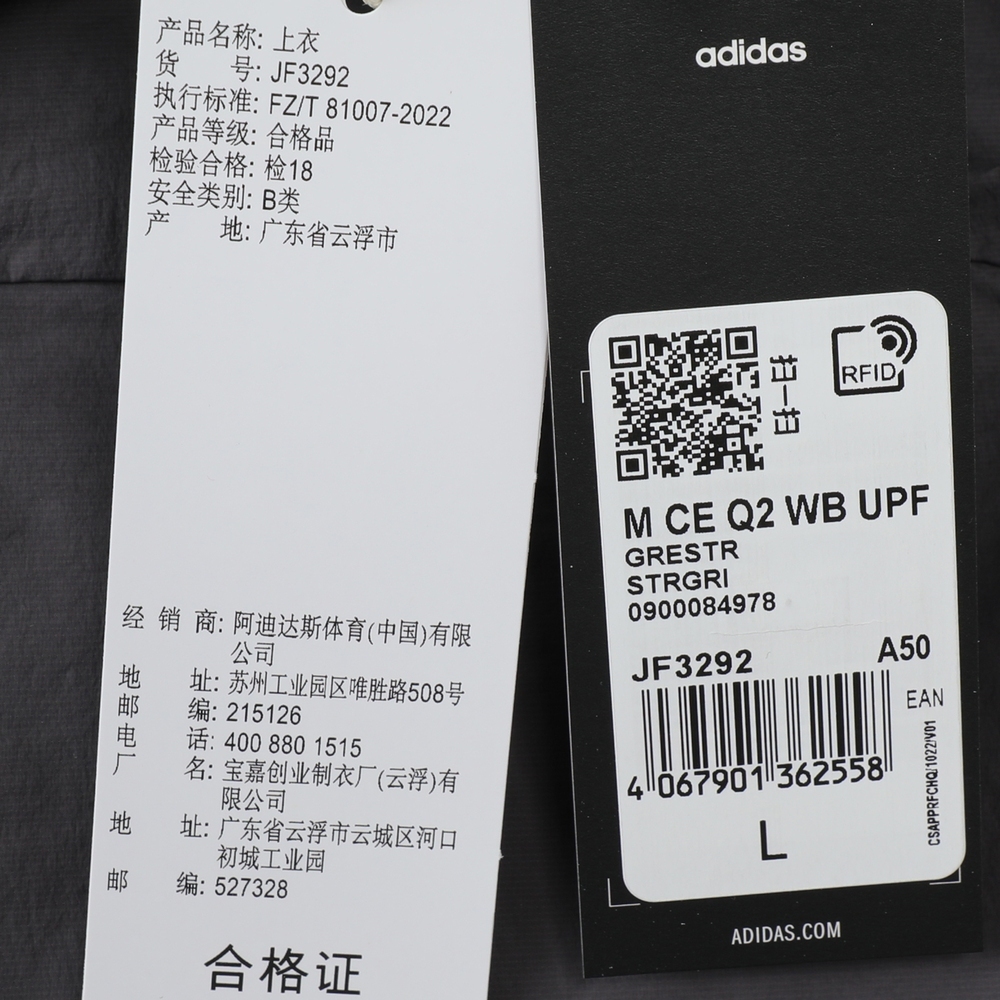 产品名称: 上衣
货 号: JF3292
执行标准: FZ/T 81007-2022
产品等级: 合格品
检验合格: 检18
安全类别: B类
产 地: 广东省云浮市
经 销 商: 阿迪达斯体育(中国)有限
公司
地 址: 苏州工业园区唯胜路508号
邮 编: 215126
电 话: 400 880 1515
厂 名: 宝嘉创业制衣厂(云浮)有
限公司
地 址: 广东省云浮市云城区河口
初城工业园
邮 编: 527328
合格证
adidas
扫一扫
RFID
M CE Q2 WB UPF
GRESTR
STRGRI
0900084978
JF3292
A50
EAN
4 067901 362558
CSAPPRFCHQ/1022/V01
L
ADIDAS.COM